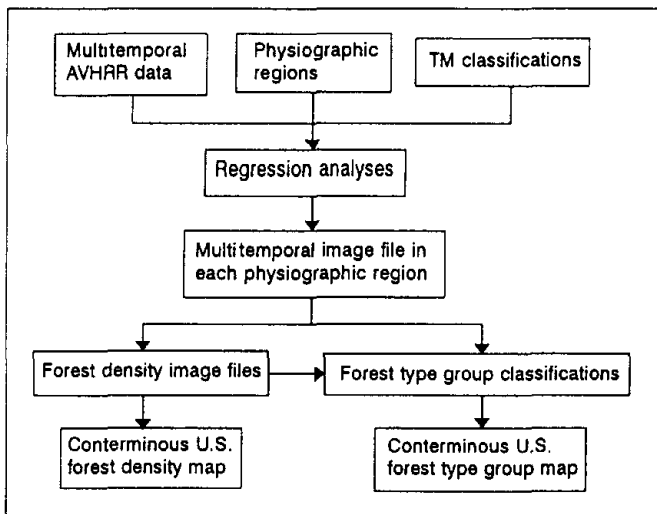 Multitemporal
AVHRR data
Physiographic
regions
TM classifications
Regression analyses
Multitemporal image file in
each physiographic region
Forest density image files
Forest type group classifications
Conterminous U.S.
forest density map
Conterminous U.S.
forest type group map